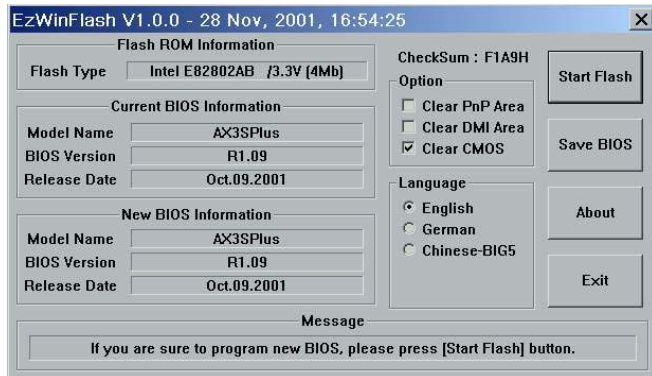 EzWinFlash V1.0.0 - 28 Nov, 2001, 16:54:25
Flash ROM Information
Flash Type Intel E82802AB /3.3V (4Mb)
Current BIOS Information
Model Name AX3SPlus
BIOS Version R1.09
Release Date Oct.09.2001
New BIOS Information
Model Name AX3SPlus
BIOS Version R1.09
Release Date Oct.09.2001
CheckSum : F1A9H
Option
Clear PnP Area
Clear DMI Area
Clear CMOS
Language
English
German
Chinese-BIG5
Start Flash
Save BIOS
About
Exit
Message
If you are sure to program new BIOS, please press [Start Flash] button.